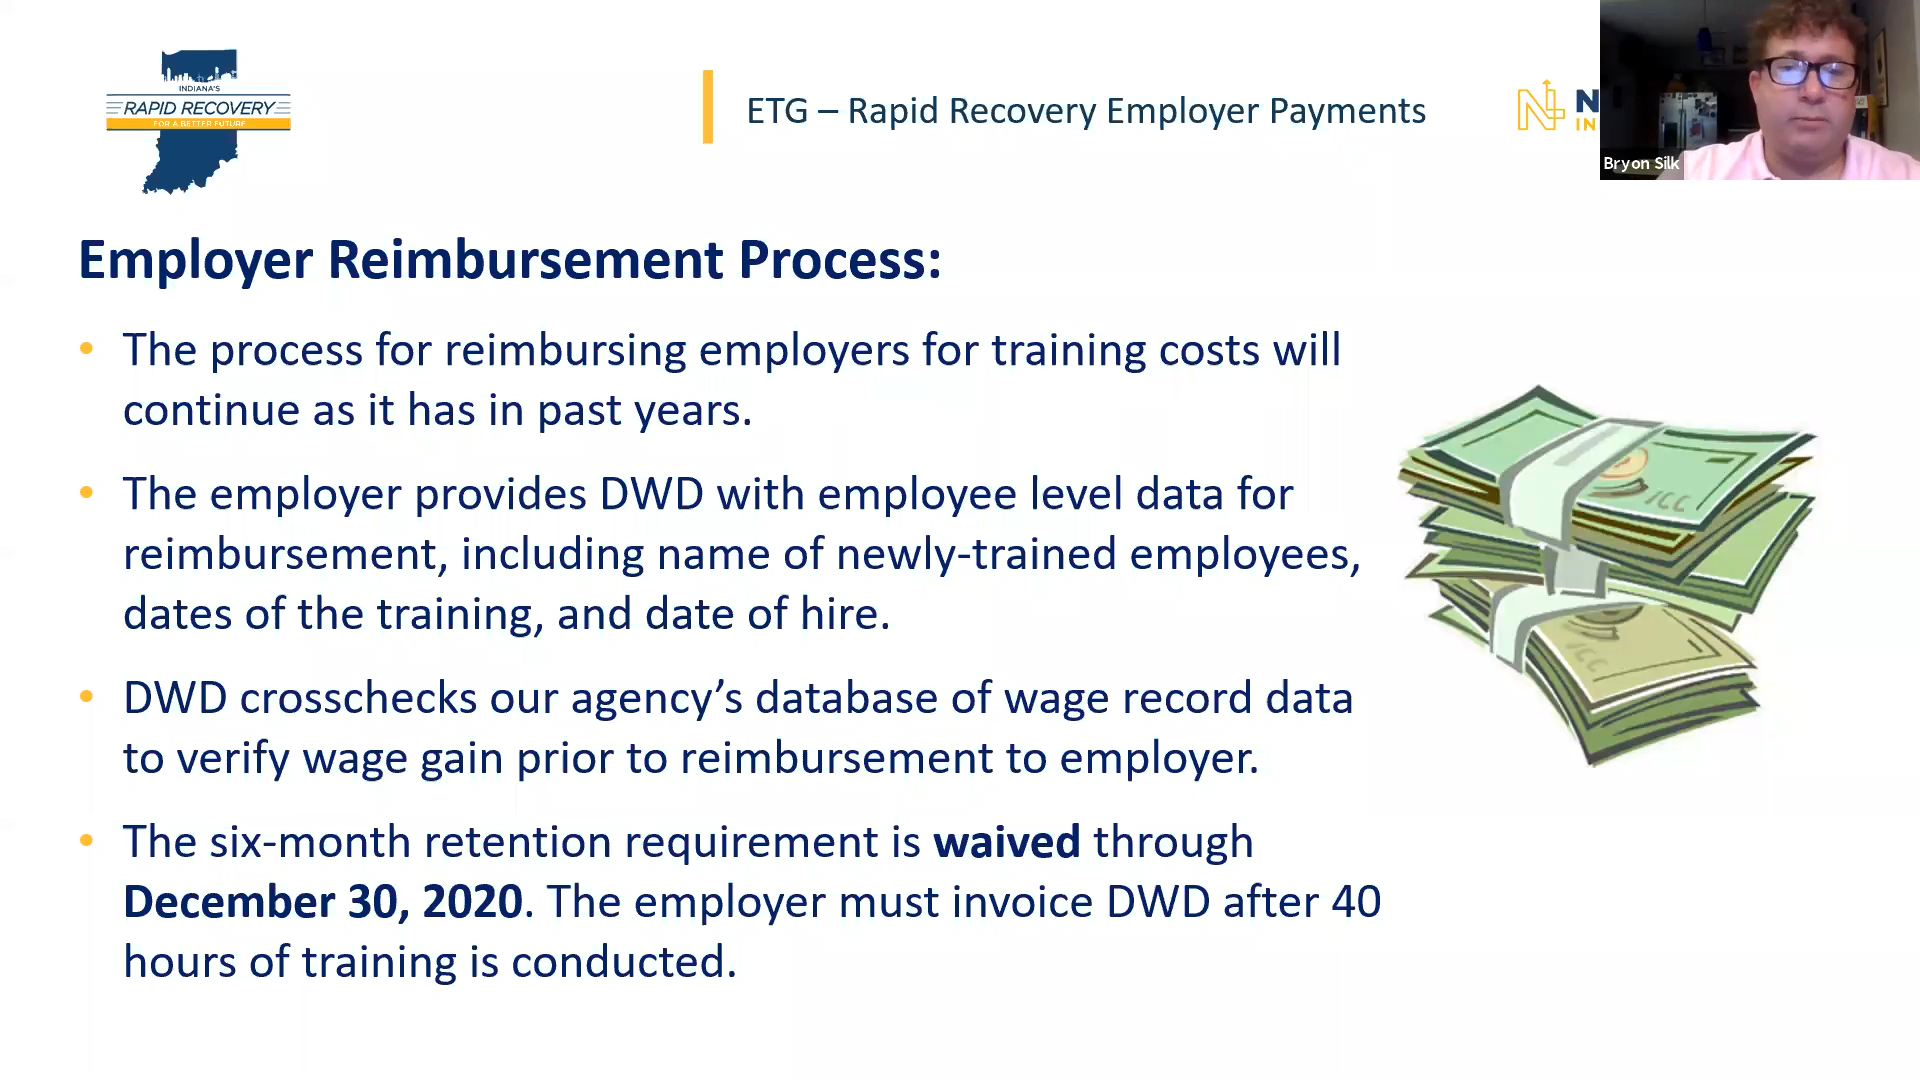 INDIANA'S
RAPID RECOVERY
FOR A BETTER FUTURE
ETG – Rapid Recovery Employer Payments
Bryon Silk
Employer Reimbursement Process:
• The process for reimbursing employers for training costs will
continue as it has in past years.
• The employer provides DWD with employee level data for
reimbursement, including name of newly-trained employees,
dates of the training, and date of hire.
• DWD crosschecks our agency’s database of wage record data
to verify wage gain prior to reimbursement to employer.
• The six-month retention requirement is waived through
December 30, 2020. The employer must invoice DWD after 40
hours of training is conducted.